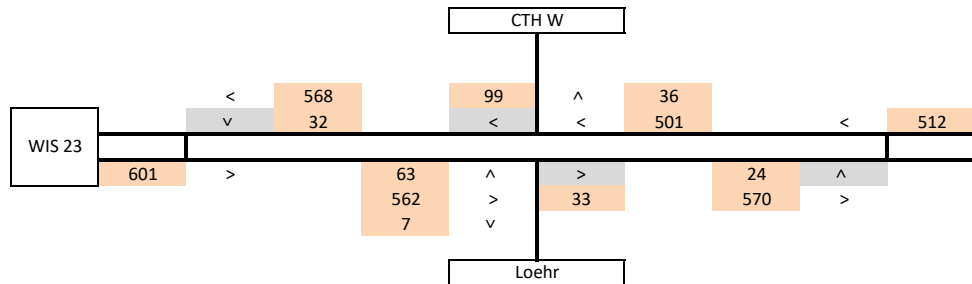 CTH W
< 568 99 ^ 36
v 32 < < 501 < 512
WIS 23
601 > 63 ^ > 24 ^
562 > 33 570 >
7 v
Loehr